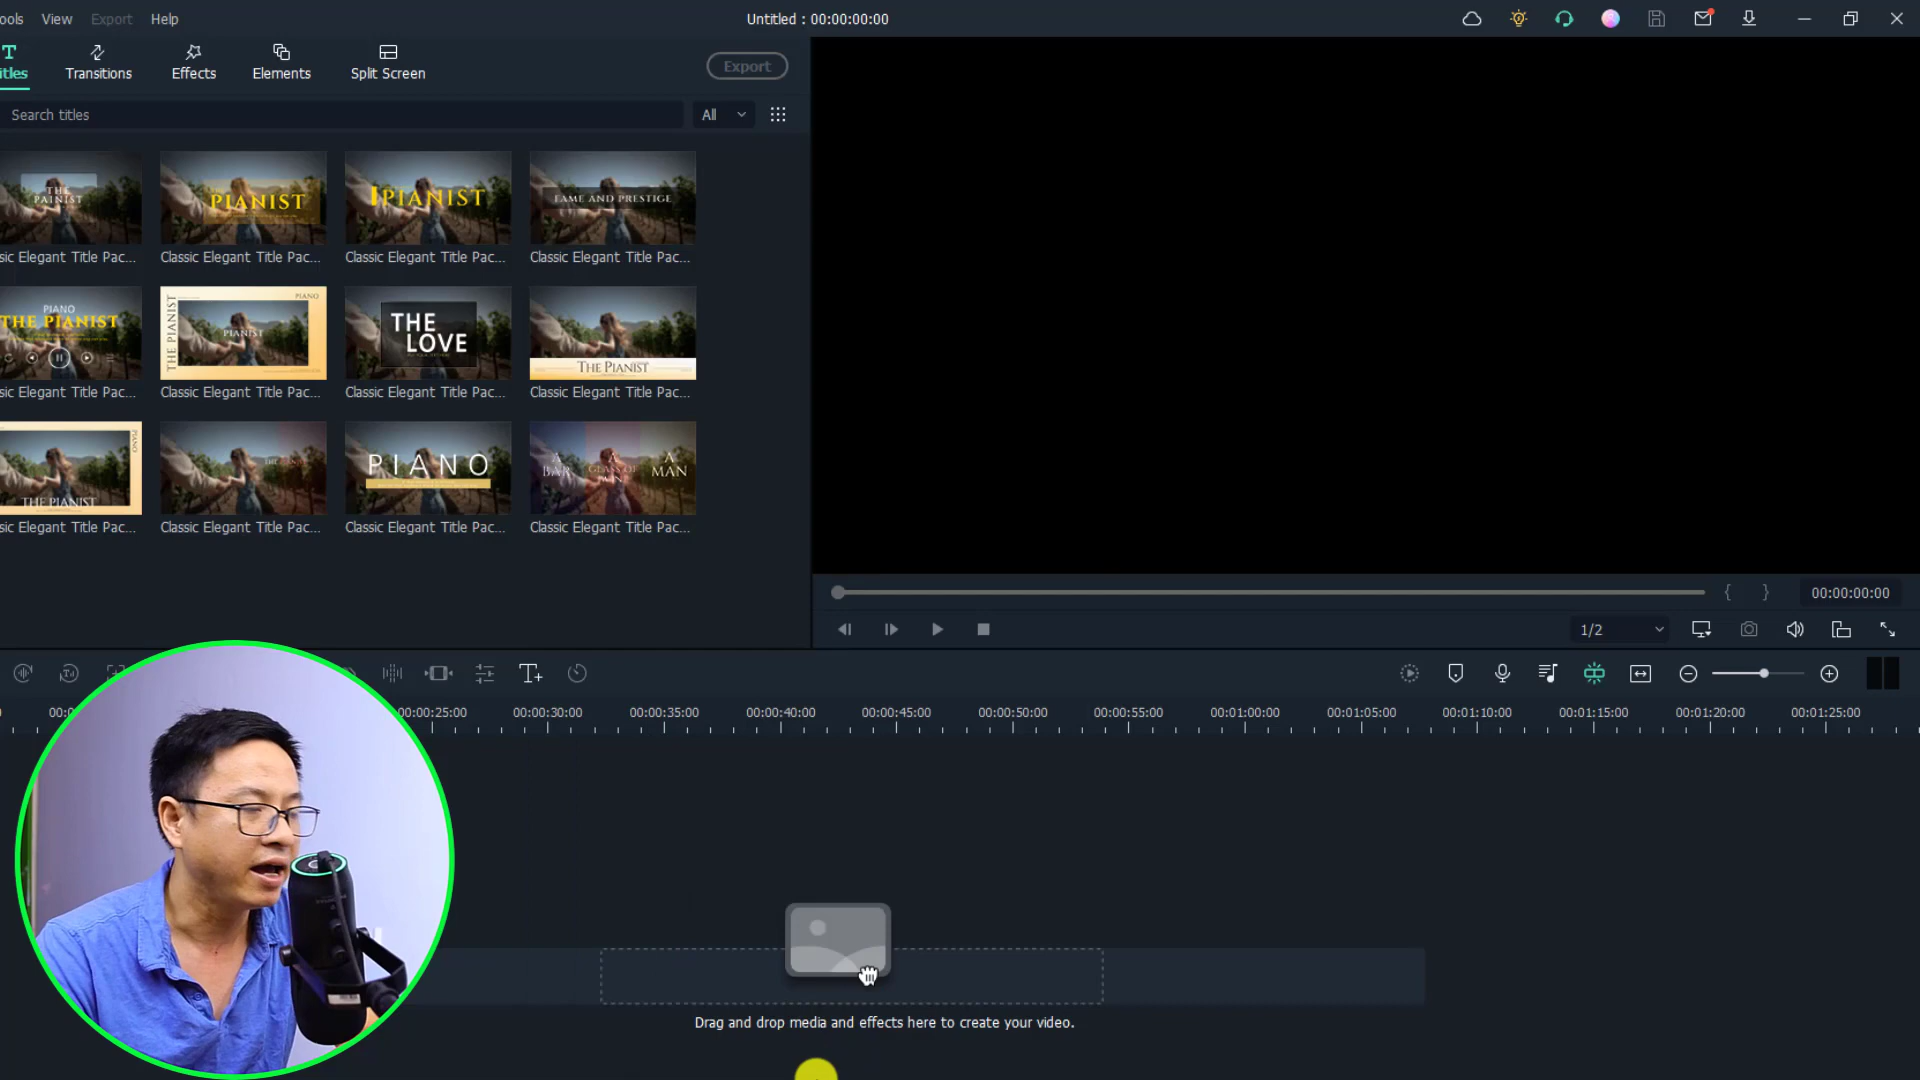 ools View Export Help
Untitled : 00:00:00:00
itles Transitions Effects Elements Split Screen
Export
Search titles
All
THE
PAINIST
PIANIST
PIANIST
FAME AND PRESTIGE
sic Elegant Title Pac... Classic Elegant Title Pac... Classic Elegant Title Pac... Classic Elegant Title Pac...
PIANO
THE PIANIST
THE PIANIST
PIANO
PIANIST
THE
LOVE
THE PIANIST
sic Elegant Title Pac... Classic Elegant Title Pac... Classic Elegant Title Pac... Classic Elegant Title Pac...
PIANO
THE PIANIST
PIANO
A
BAR
A
GLASS OF
A
MAN
sic Elegant Title Pac... Classic Elegant Title Pac... Classic Elegant Title Pac... Classic Elegant Title Pac...
{ } 00:00:00:00
1/2
00:00:25:00 00:00:30:00 00:00:35:00 00:00:40:00 00:00:45:00 00:00:50:00 00:00:55:00 00:01:00:00 00:01:05:00 00:01:10:00 00:01:15:00 00:01:20:00 00:01:25:00
Drag and drop media and effects here to create your video.